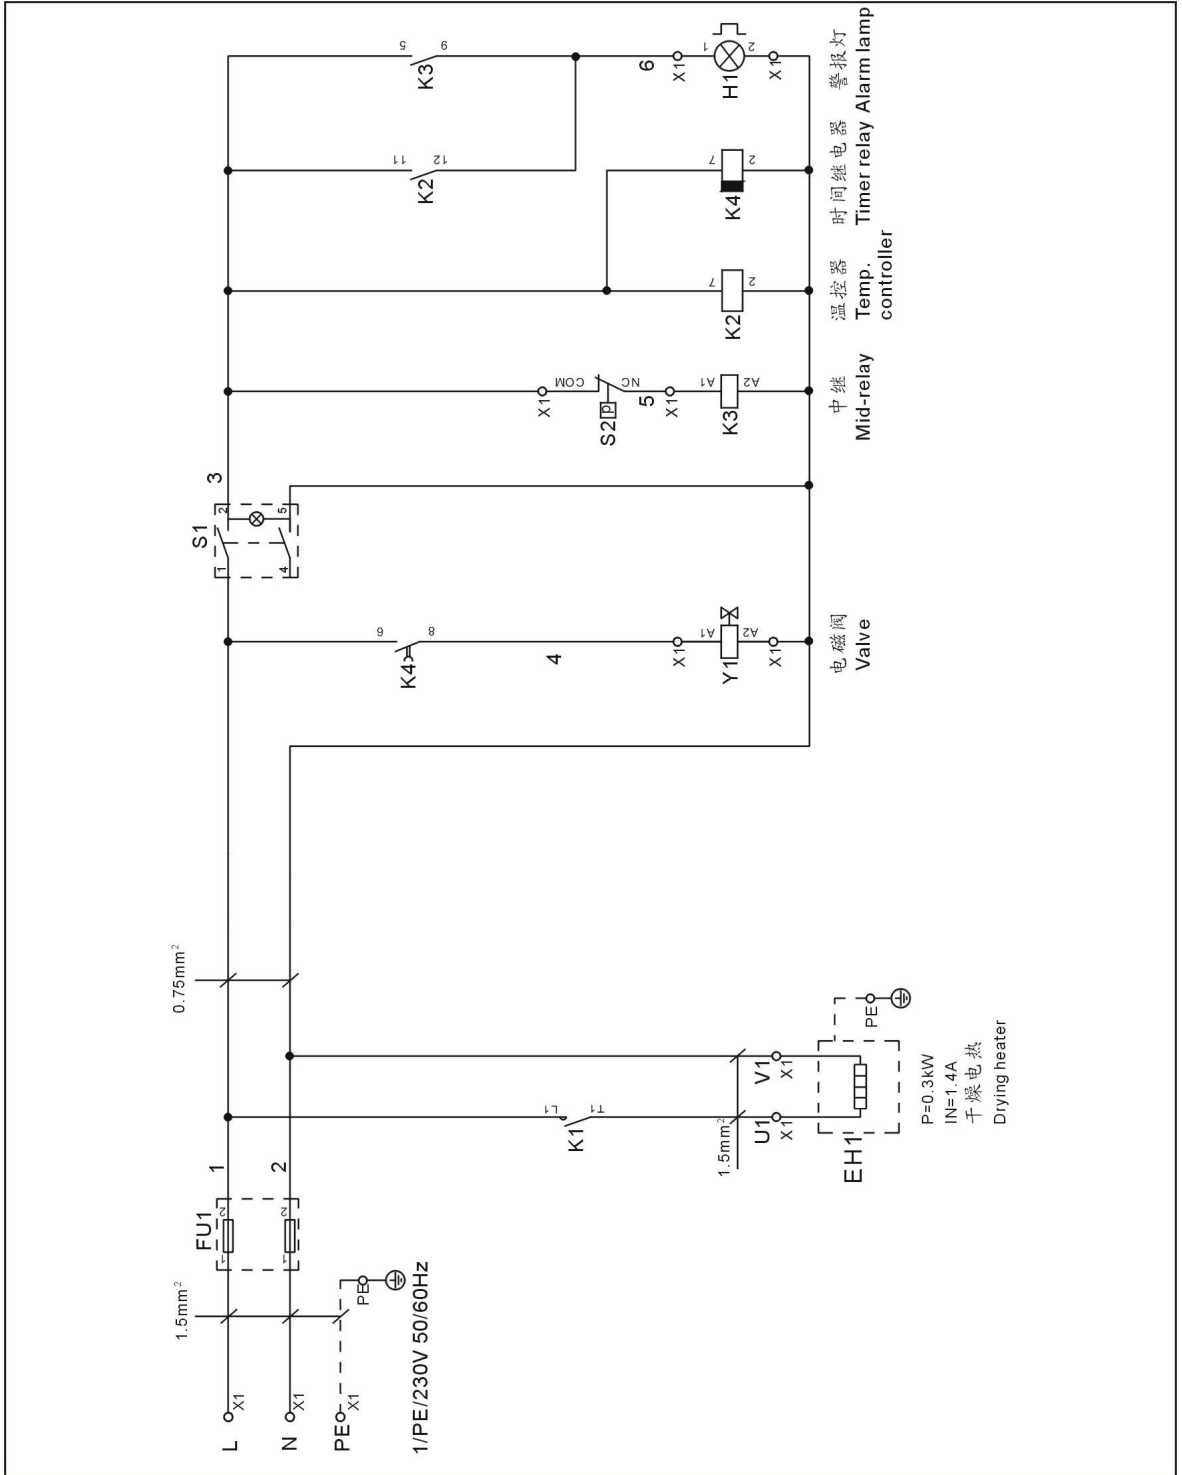 L
X1
N
X1
PE
X1
1/PE/230V 50/60Hz
PE
1.5mm²
FU1
1
2
1
2
1
2
0.75mm²
K1
L1
T1
1.5mm²
U1
X1
V1
X1
EH1
PE
P=0.3kW
IN=1.4A
干燥电热
Drying heater
K4
6
8
4
X1
Y1
A1
A2
X1
电磁阀
Valve
S1
1
2
4
5
3
X1
COM
S2
p
NC
5
X1
K3
A1
A2
中继
Mid-relay
K2
7
2
温控器
Temp.
controller
K2
11
12
K4
7
2
时间继电器
Timer relay
K3
5
9
6
X1
H1
1
2
X1
警报灯
Alarm lamp